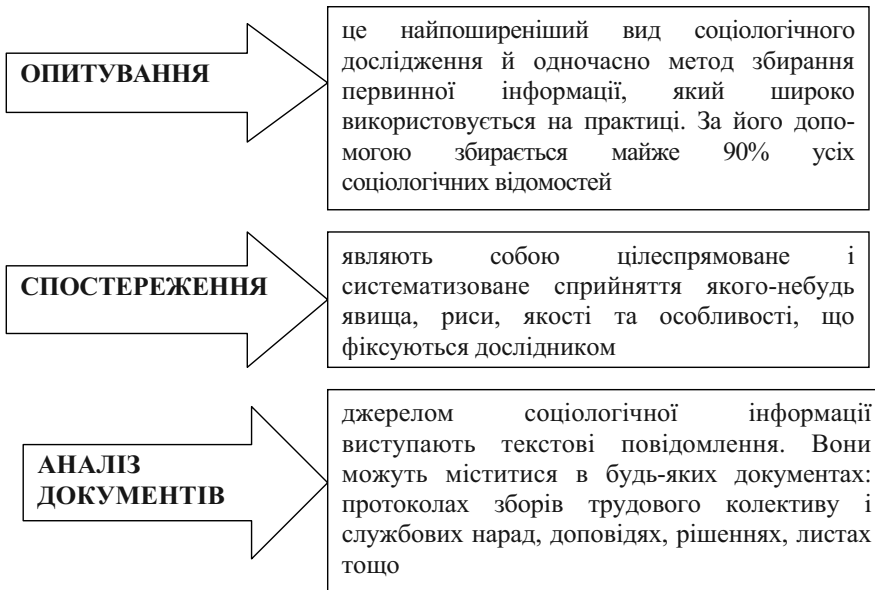 ОПИТУВАННЯ
це найпоширеніший вид соціологічного
дослідження й одночасно метод збирання
первинної інформації, який широко
використовується на практиці. За його допо-
могою збирається майже 90% усіх
соціологічних відомостей
СПОСТЕРЕЖЕННЯ
являють собою цілеспрямоване і
систематизоване сприйняття якого-небудь
явища, риси, якості та особливості, що
фіксуються дослідником
АНАЛІЗ
ДОКУМЕНТІВ
джерелом соціологічної інформації
виступають текстові повідомлення. Вони
можуть міститися в будь-яких документах:
протоколах зборів трудового колективу і
службових нарад, доповідях, рішеннях, листах
тощо